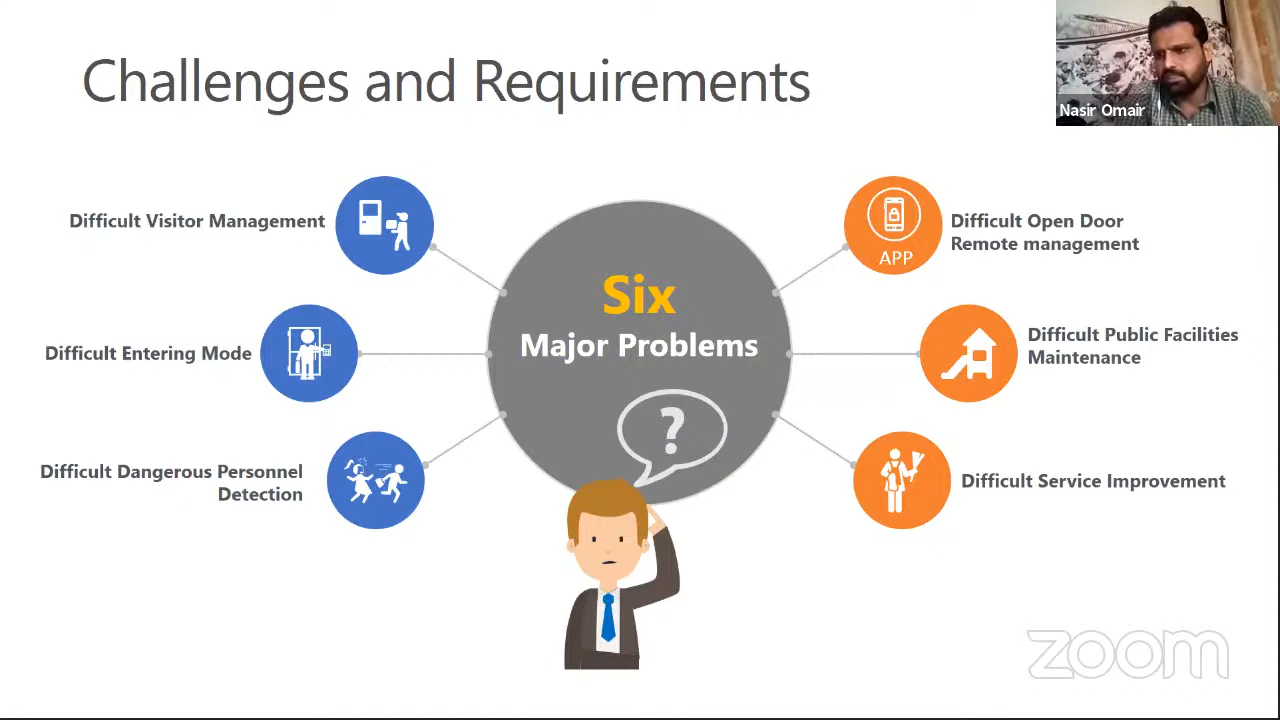 Challenges and Requirements
Nasir Omair
Difficult Visitor Management
Difficult Entering Mode
Difficult Dangerous Personnel
Detection
Six
Major Problems
?
APP
Difficult Open Door
Remote management
Difficult Public Facilities
Maintenance
Difficult Service Improvement
zoom